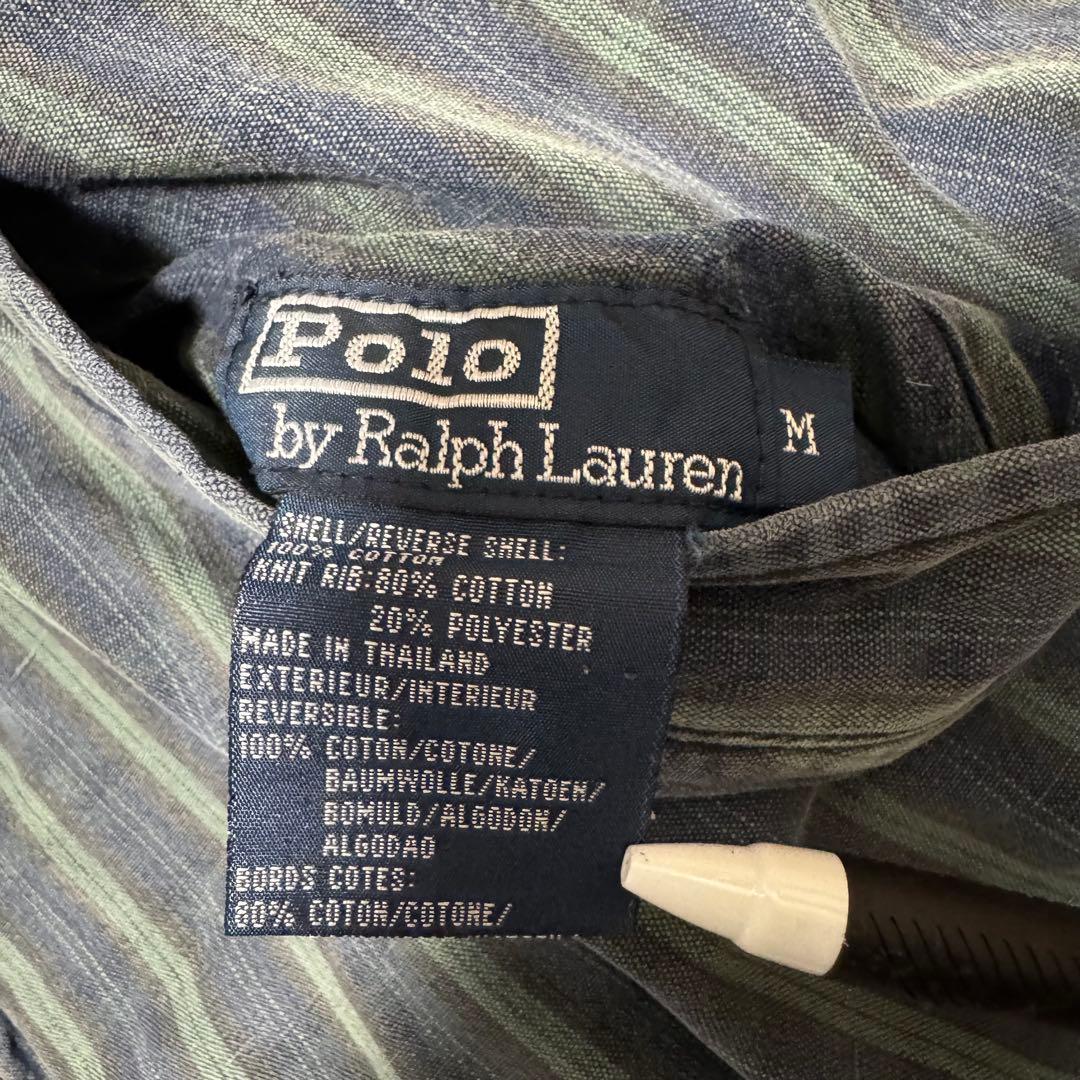 Polo
by Ralph Lauren
M
SHELL/REVERSE SHELL:
100% COTTON
KNIT RIB:80% COTTON
20% POLYESTER
MADE IN THAILAND
EXTERIEUR/INTERIEUR
REVERSIBLE:
100% COTON/COTONE/
BAUMWOLLE/KATOEN/
BOMULD/ALGODON/
ALGODAO
BORDS COTES:
80% COTON/COTONE/